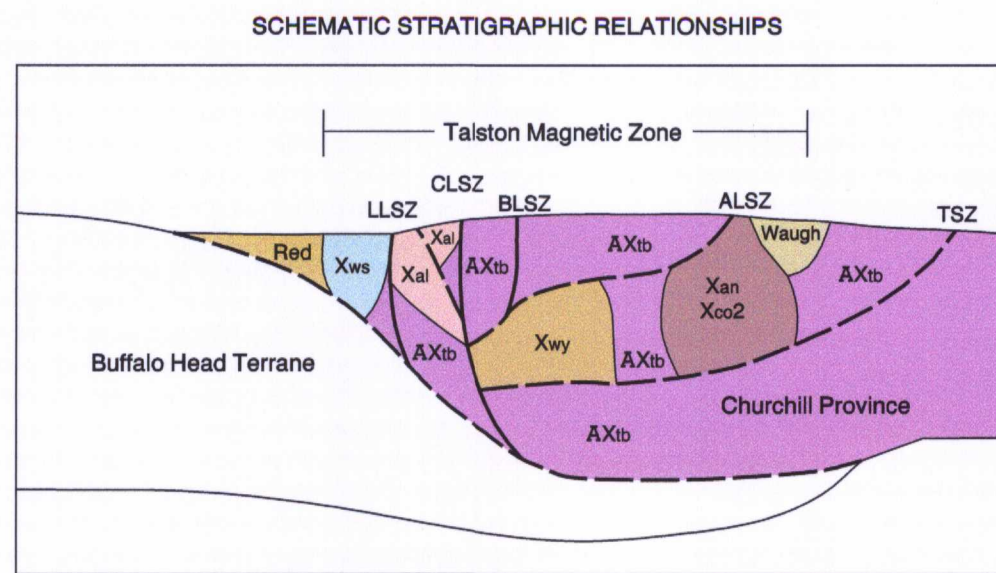 SCHEMATIC STRATIGRAPHIC RELATIONSHIPS
Talston Magnetic Zone
CLSZ
LLSZ
BLSZ
ALSZ
TSZ
Red
Xws
Xal
Xal
AXtb
AXtb
Waugh
AXtb
Xan
Xco2
Buffalo Head Terrane
AXtb
Xwy
AXtb
Churchill Province
AXtb